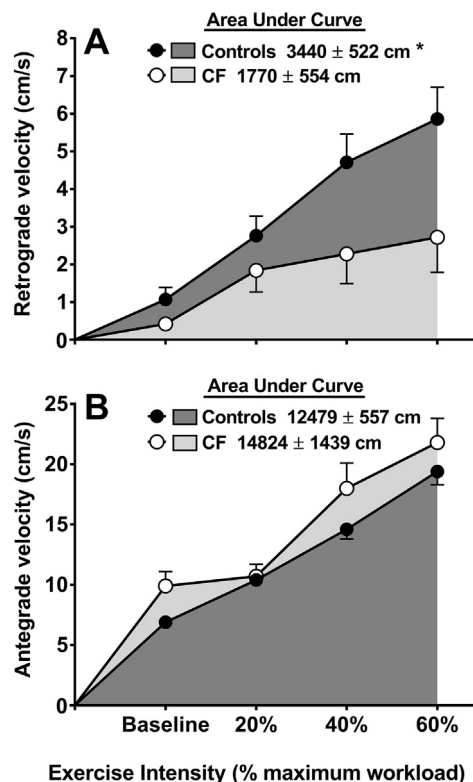 A
Area Under Curve
Controls 3440 ± 522 cm *
CF 1770 ± 554 cm
Retrograde velocity (cm/s)
8
7
6
5
4
3
2
1
0
B
Area Under Curve
Controls 12479 ± 557 cm
CF 14824 ± 1439 cm
Antegrade velocity (cm/s)
25
20
15
10
5
0
Baseline 20% 40% 60%
Exercise Intensity (% maximum workload)